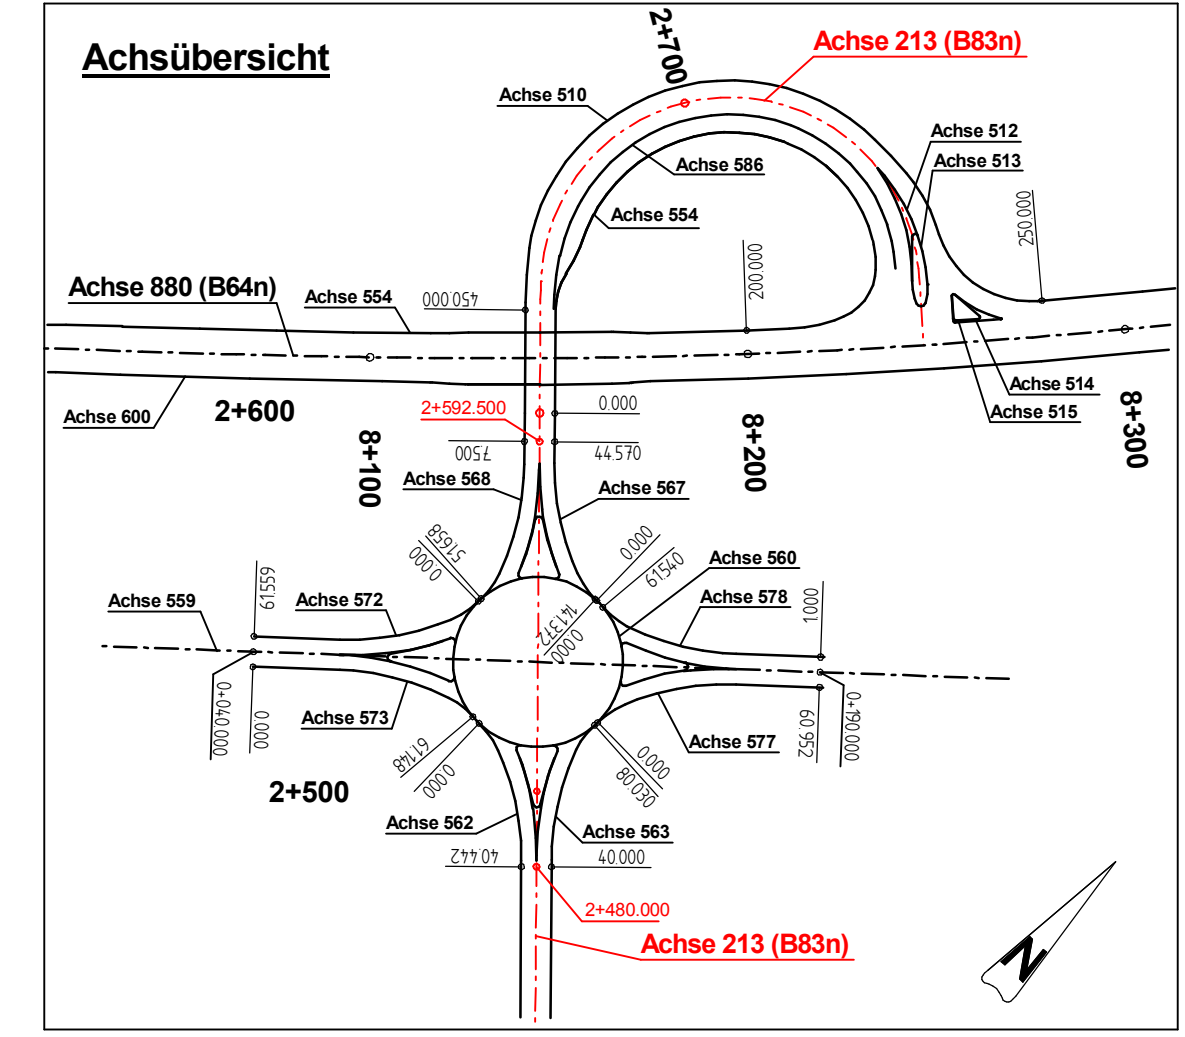 Achsübersicht
2+700
Achse 213 (B83n)
Achse 510
Achse 512
Achse 513
Achse 586
Achse 554
250.000
200.000
Achse 880 (B64n)
Achse 554
450.000
Achse 600
2+600
8+100
2+592.500
0.000
7.500
44.570
8+200
Achse 514
Achse 515
8+300
Achse 568
Achse 567
51.658
0.000
0.000
61.540
Achse 560
61.559
Achse 572
Achse 559
141.372
0.000
Achse 578
1.000
0+040.000
0.000
Achse 573
61.148
0.000
0.000
Achse 577
60.952
0+190.000
2+500
Achse 562
Achse 563
40.442
40.000
2+480.000
Achse 213 (B83n)
N